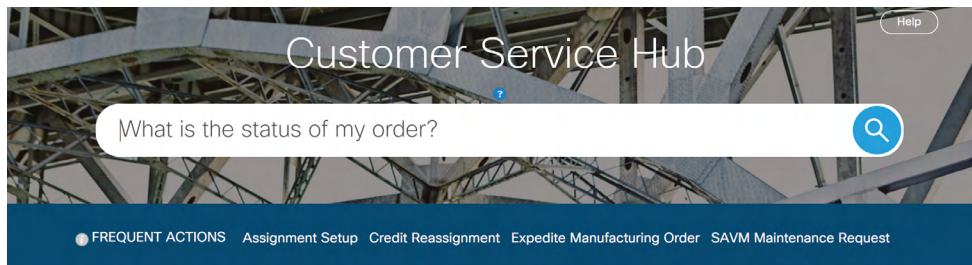 Help
Customer Service Hub
?
What is the status of my order?
i FREQUENT ACTIONS Assignment Setup Credit Reassignment Expedite Manufacturing Order SAVM Maintenance Request